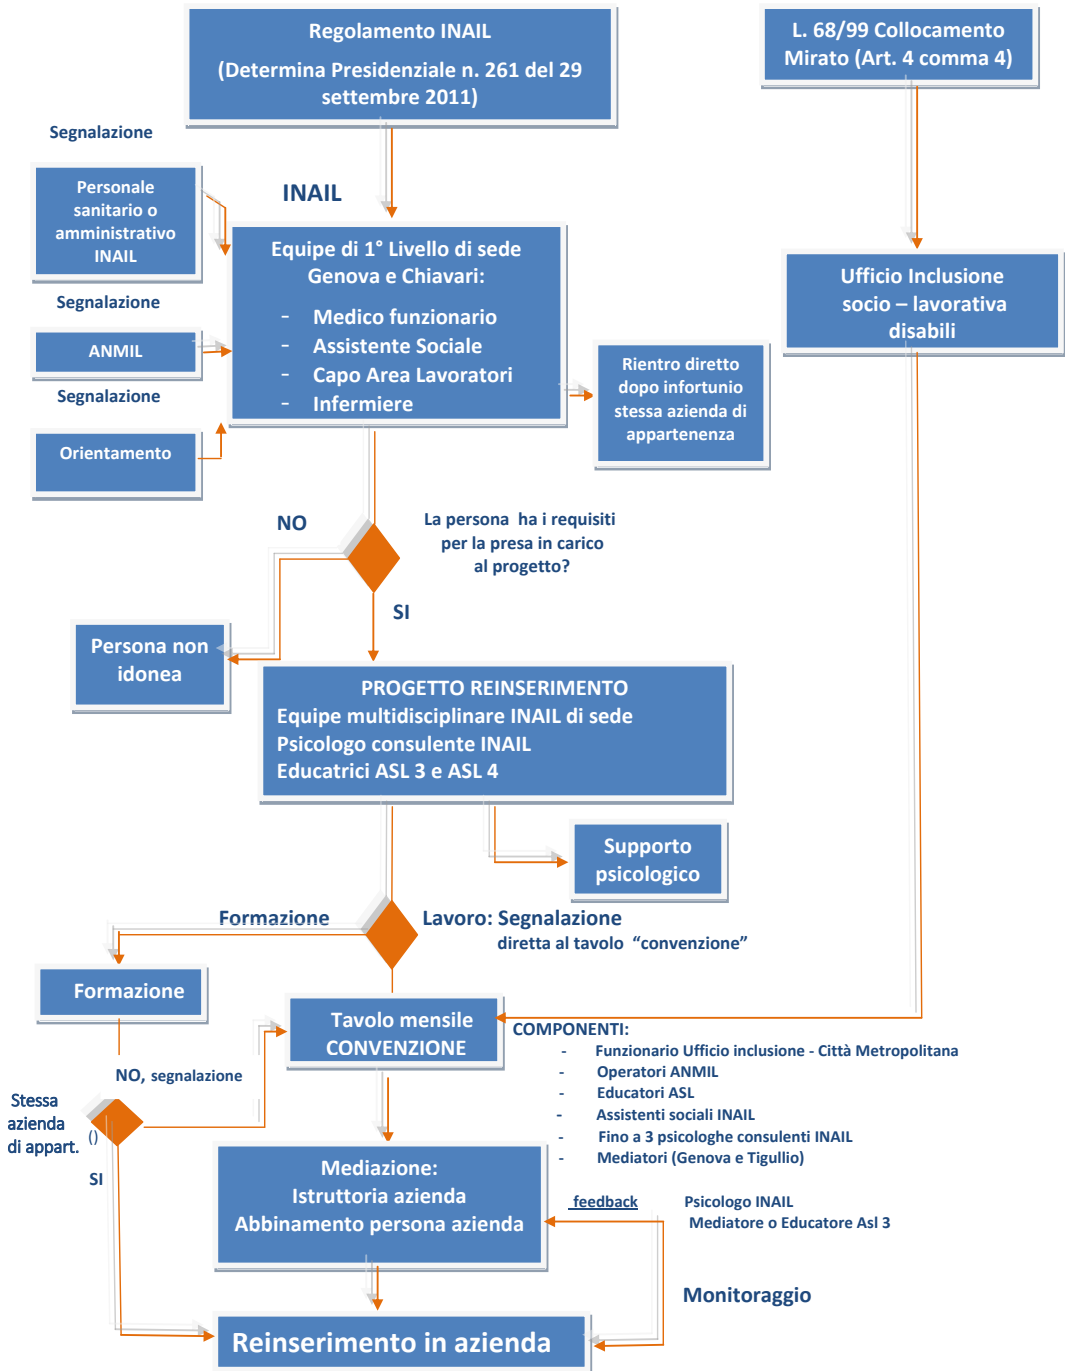 Regolamento INAIL
(Determina Presidenziale n. 261 del 29
settembre 2011)
L. 68/99 Collocamento
Mirato (Art. 4 comma 4)
Segnalazione
Personale
sanitario o
amministrativo
INAIL
INAIL
Equipe di 1° Livello di sede
Genova e Chiavari:
- Medico funzionario
- Assistente Sociale
- Capo Area Lavoratori
- Infermiere
Ufficio Inclusione
socio – lavorativa
disabili
Segnalazione
ANMIL
Segnalazione
Orientamento
Rientro diretto
dopo infortunio
stessa azienda di
appartenenza
NO
La persona ha i requisiti
per la presa in carico
al progetto?
SI
Persona non
idonea
PROGETTO REINSERIMENTO
Equipe multidisciplinare INAIL di sede
Psicologo consulente INAIL
Educatrici ASL 3 e ASL 4
Supporto
psicologico
Formazione
Lavoro: Segnalazione
diretta al tavolo “convenzione”
Formazione
Tavolo mensile
CONVENZIONE
COMPONENTI:
- Funzionario Ufficio inclusione - Città Metropolitana
- Operatori ANMIL
- Educatori ASL
- Assistenti sociali INAIL
- Fino a 3 psicologhe consulenti INAIL
- Mediatori (Genova e Tigullio)
NO, segnalazione
Stessa
azienda
di appart.
()
SI
Mediazione:
Istruttoria azienda
Abbinamento persona azienda
feedback
Psicologo INAIL
Mediatore o Educatore Asl 3
Monitoraggio
Reinserimento in azienda